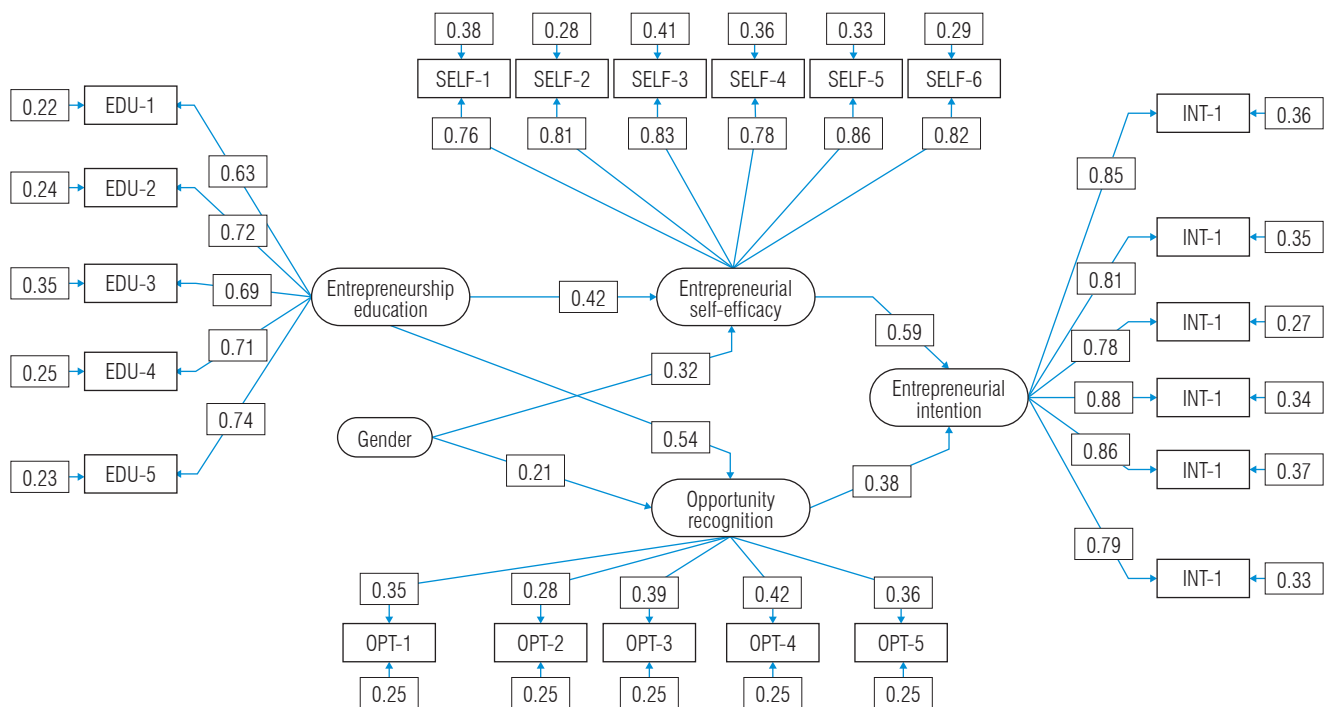 0.38
0.28
0.41
0.36
0.33
0.29
SELF-1
SELF-2
SELF-3
SELF-4
SELF-5
SELF-6
0.76
0.81
0.83
0.78
0.86
0.82
0.22
EDU-1
0.24
EDU-2
0.35
EDU-3
0.25
EDU-4
0.23
EDU-5
0.63
0.72
0.69
0.71
0.74
Entrepreneurship
education
0.42
Entrepreneurial
self-efficacy
0.32
Gender
0.54
0.21
Opportunity
recognition
0.59
0.38
Entrepreneurial
intention
0.85
0.81
0.78
0.88
0.86
0.79
INT-1
0.36
INT-1
0.35
INT-1
0.27
INT-1
0.34
INT-1
0.37
INT-1
0.33
0.35
0.28
0.39
0.42
0.36
OPT-1
OPT-2
OPT-3
OPT-4
OPT-5
0.25
0.25
0.25
0.25
0.25